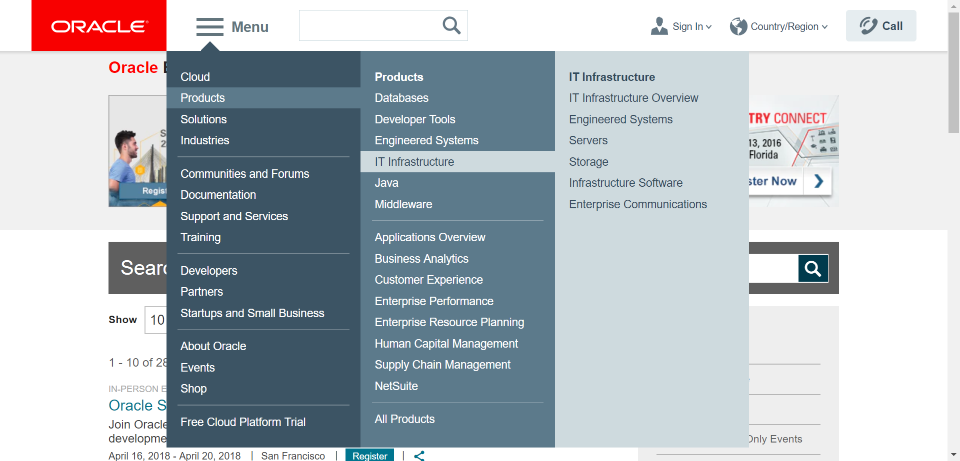 ORACLE
Menu
Sign In
Country/Region
Call
Oracle
Cloud
Products
Solutions
Industries
Communities and Forums
Documentation
Support and Services
Training
Developers
Partners
Startups and Small Business
About Oracle
Events
Shop
Free Cloud Platform Trial
Products
Databases
Developer Tools
Engineered Systems
IT Infrastructure
Java
Middleware
Applications Overview
Business Analytics
Customer Experience
Enterprise Performance
Enterprise Resource Planning
Human Capital Management
Supply Chain Management
NetSuite
All Products
IT Infrastructure
IT Infrastructure Overview
Engineered Systems
Servers
Storage
Infrastructure Software
Enterprise Communications
CONNECT
13, 2016
Florida
ster Now
Regist
Searc
Show 10
1 - 10 of 28
IN-PERSON E
Oracle S
Join Oracle
developme
April 16, 2018 - April 20, 2018 | San Francisco | Register |
Only Events